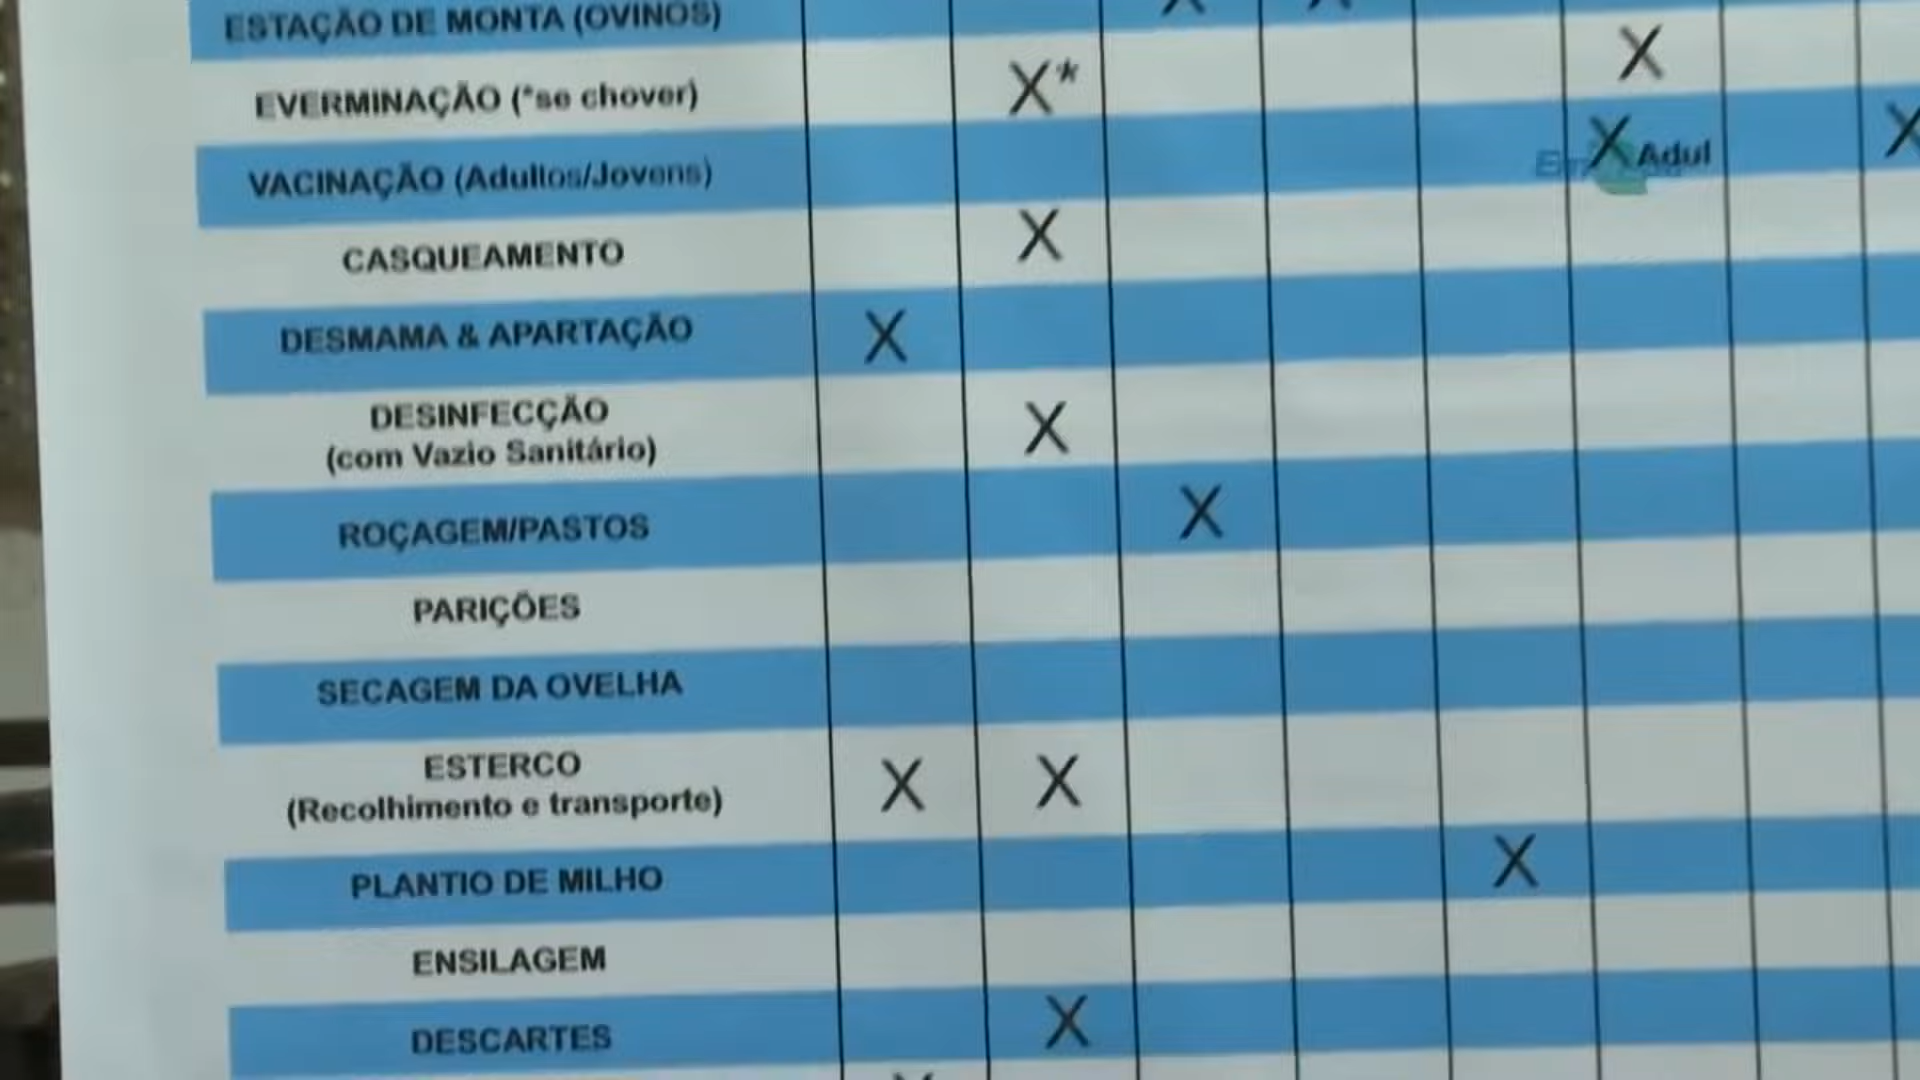 ESTAÇÃO DE MONTA (OVINOS) X X
EVERMINAÇÃO (*se chover) X* X
VACINAÇÃO (Adultos/Jovens) X Adul X
CASQUEAMENTO X
DESMAMA & APARTAÇÃO X
DESINFECÇÃO
(com Vazio Sanitário) X
ROÇAGEM/PASTOS X
PARIÇÕES
SECAGEM DA OVELHA
ESTERCO
(Recolhimento e transporte) X X
PLANTIO DE MILHO X
ENSILAGEM
DESCARTES X